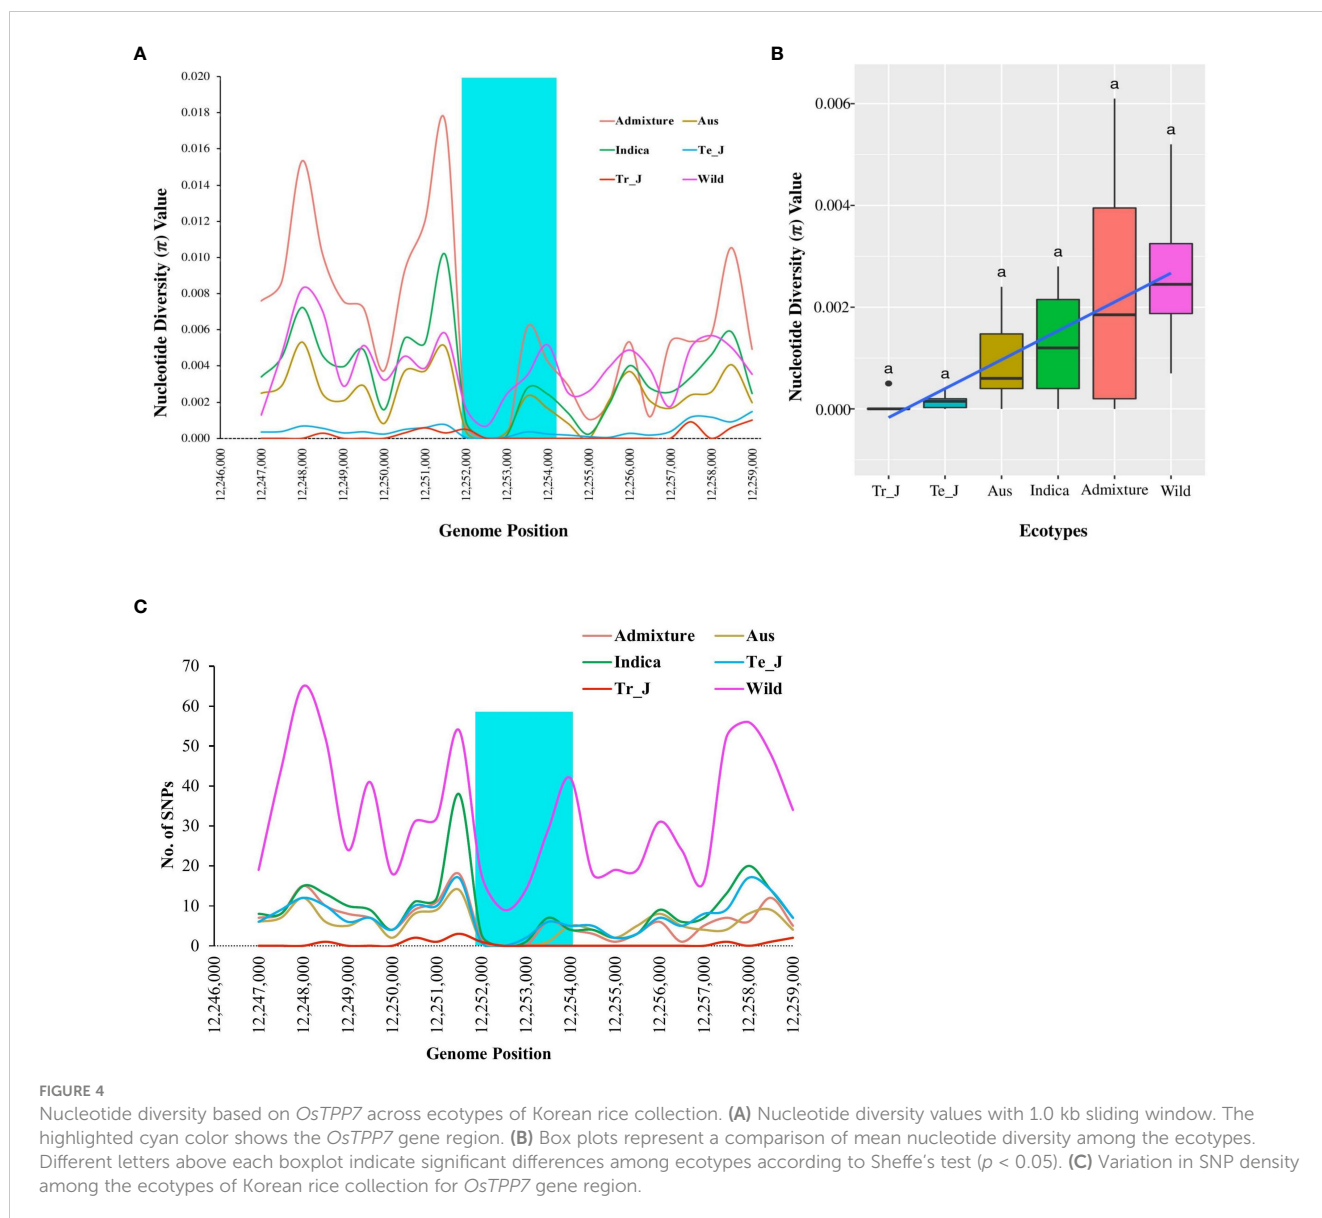 A
0.020
0.018
0.016
0.014
0.012
0.010
0.008
0.006
0.004
0.002
0.000
Nucleotide Diversity (π) Value
Admixture
Aus
Indica
Te_J
Tr_J
Wild
12,246,000
12,247,000
12,248,000
12,249,000
12,250,000
12,251,000
12,252,000
12,253,000
12,254,000
12,255,000
12,256,000
12,257,000
12,258,000
12,259,000
Genome Position
B
0.006
0.004
0.002
0.000
Nucleotide Diversity (π) Value
a
a
a
a
a
a
Tr_J
Te_J
Aus
Indica
Admixture
Wild
Ecotypes
C
Admixture
Aus
Indica
Te_J
Tr_J
Wild
70
60
50
40
30
20
10
0
No. of SNPs
12,246,000
12,247,000
12,248,000
12,249,000
12,250,000
12,251,000
12,252,000
12,253,000
12,254,000
12,255,000
12,256,000
12,257,000
12,258,000
12,259,000
Genome Position
FIGURE 4
Nucleotide diversity based on OsTPP7 across ecotypes of Korean rice collection. (A) Nucleotide diversity values with 1.0 kb sliding window. The
highlighted cyan color shows the OsTPP7 gene region. (B) Box plots represent a comparison of mean nucleotide diversity among the ecotypes.
Different letters above each boxplot indicate significant differences among ecotypes according to Sheffe's test (p < 0.05). (C) Variation in SNP density
among the ecotypes of Korean rice collection for OsTPP7 gene region.